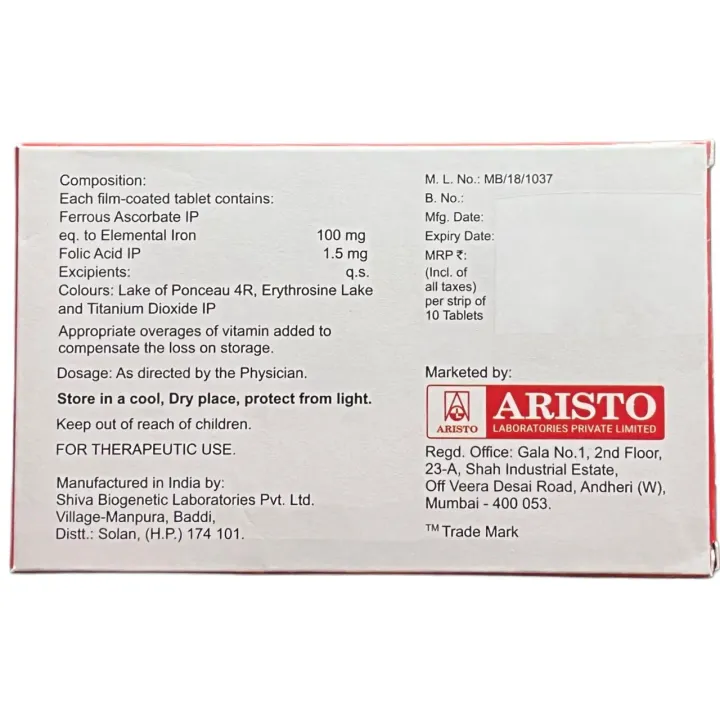 Composition:
Each film-coated tablet contains:
Ferrous Ascorbate IP
eq. to Elemental Iron 100 mg
Folic Acid IP 1.5 mg
Excipients: q.s.
Colours: Lake of Ponceau 4R, Erythrosine Lake
and Titanium Dioxide IP
Appropriate overages of vitamin added to
compensate the loss on storage.
Dosage: As directed by the Physician.
Store in a cool, Dry place, protect from light.
Keep out of reach of children.
FOR THERAPEUTIC USE.
Manufactured in India by:
Shiva Biogenetic Laboratories Pvt. Ltd.
Village-Manpura, Baddi,
Distt.: Solan, (H.P.) 174 101.
M. L. No.: MB/18/1037
B. No.:
Mfg. Date:
Expiry Date:
MRP ₹:
(Incl. of
all taxes)
per strip of
10 Tablets
Marketed by:
ARISTO
ARISTO
LABORATORIES PRIVATE LIMITED
Regd. Office: Gala No.1, 2nd Floor,
23-A, Shah Industrial Estate,
Off Veera Desai Road, Andheri (W),
Mumbai - 400 053.
TM Trade Mark